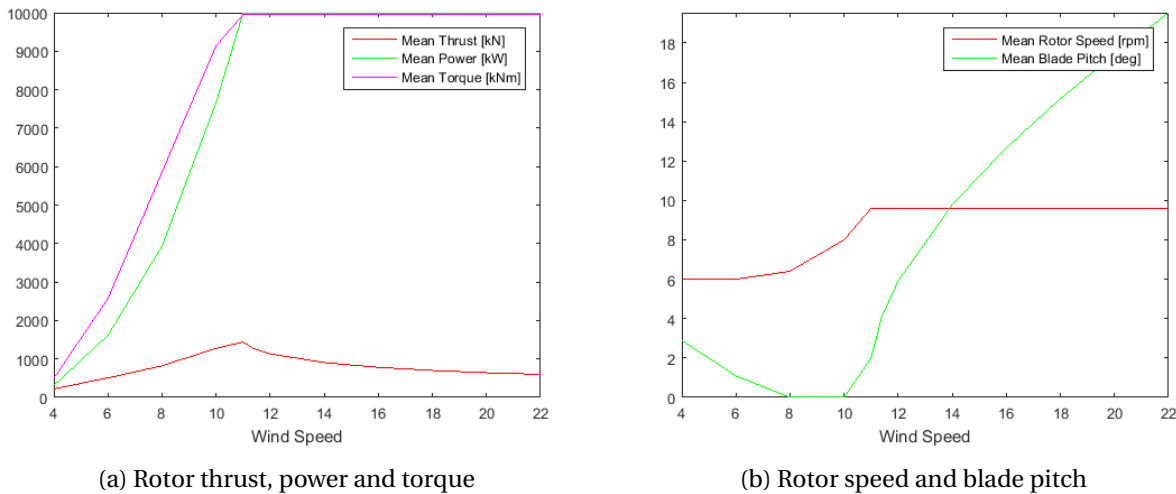 10000
9000
8000
7000
6000
5000
4000
3000
2000
1000
0
4 6 8 10 12 14 16 18 20 22
Wind Speed
Mean Thrust [kN]
Mean Power [kW]
Mean Torque [kNm]
(a) Rotor thrust, power and torque
18
16
14
12
10
8
6
4
2
0
4 6 8 10 12 14 16 18 20 22
Wind Speed
Mean Rotor Speed [rpm]
Mean Blade Pitch [deg]
(b) Rotor speed and blade pitch